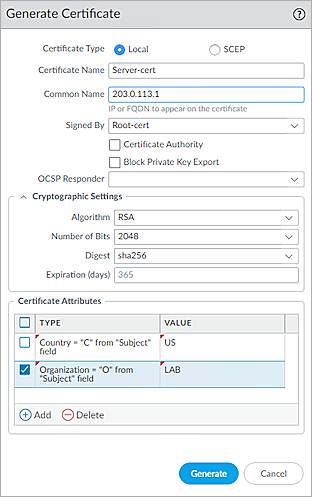 Generate Certificate
Certificate Type Local SCEP
Certificate Name Server-cert
Common Name 203.0.113.1
IP or FQDN to appear on the certificate
Signed By Root-cert
Certificate Authority
Block Private Key Export
OCSP Responder
Cryptographic Settings
Algorithm RSA
Number of Bits 2048
Digest sha256
Expiration (days) 365
Certificate Attributes
TYPE VALUE
Country = "C" from "Subject" US
field
Organization = "O" from LAB
"Subject" field
Add Delete
Generate Cancel